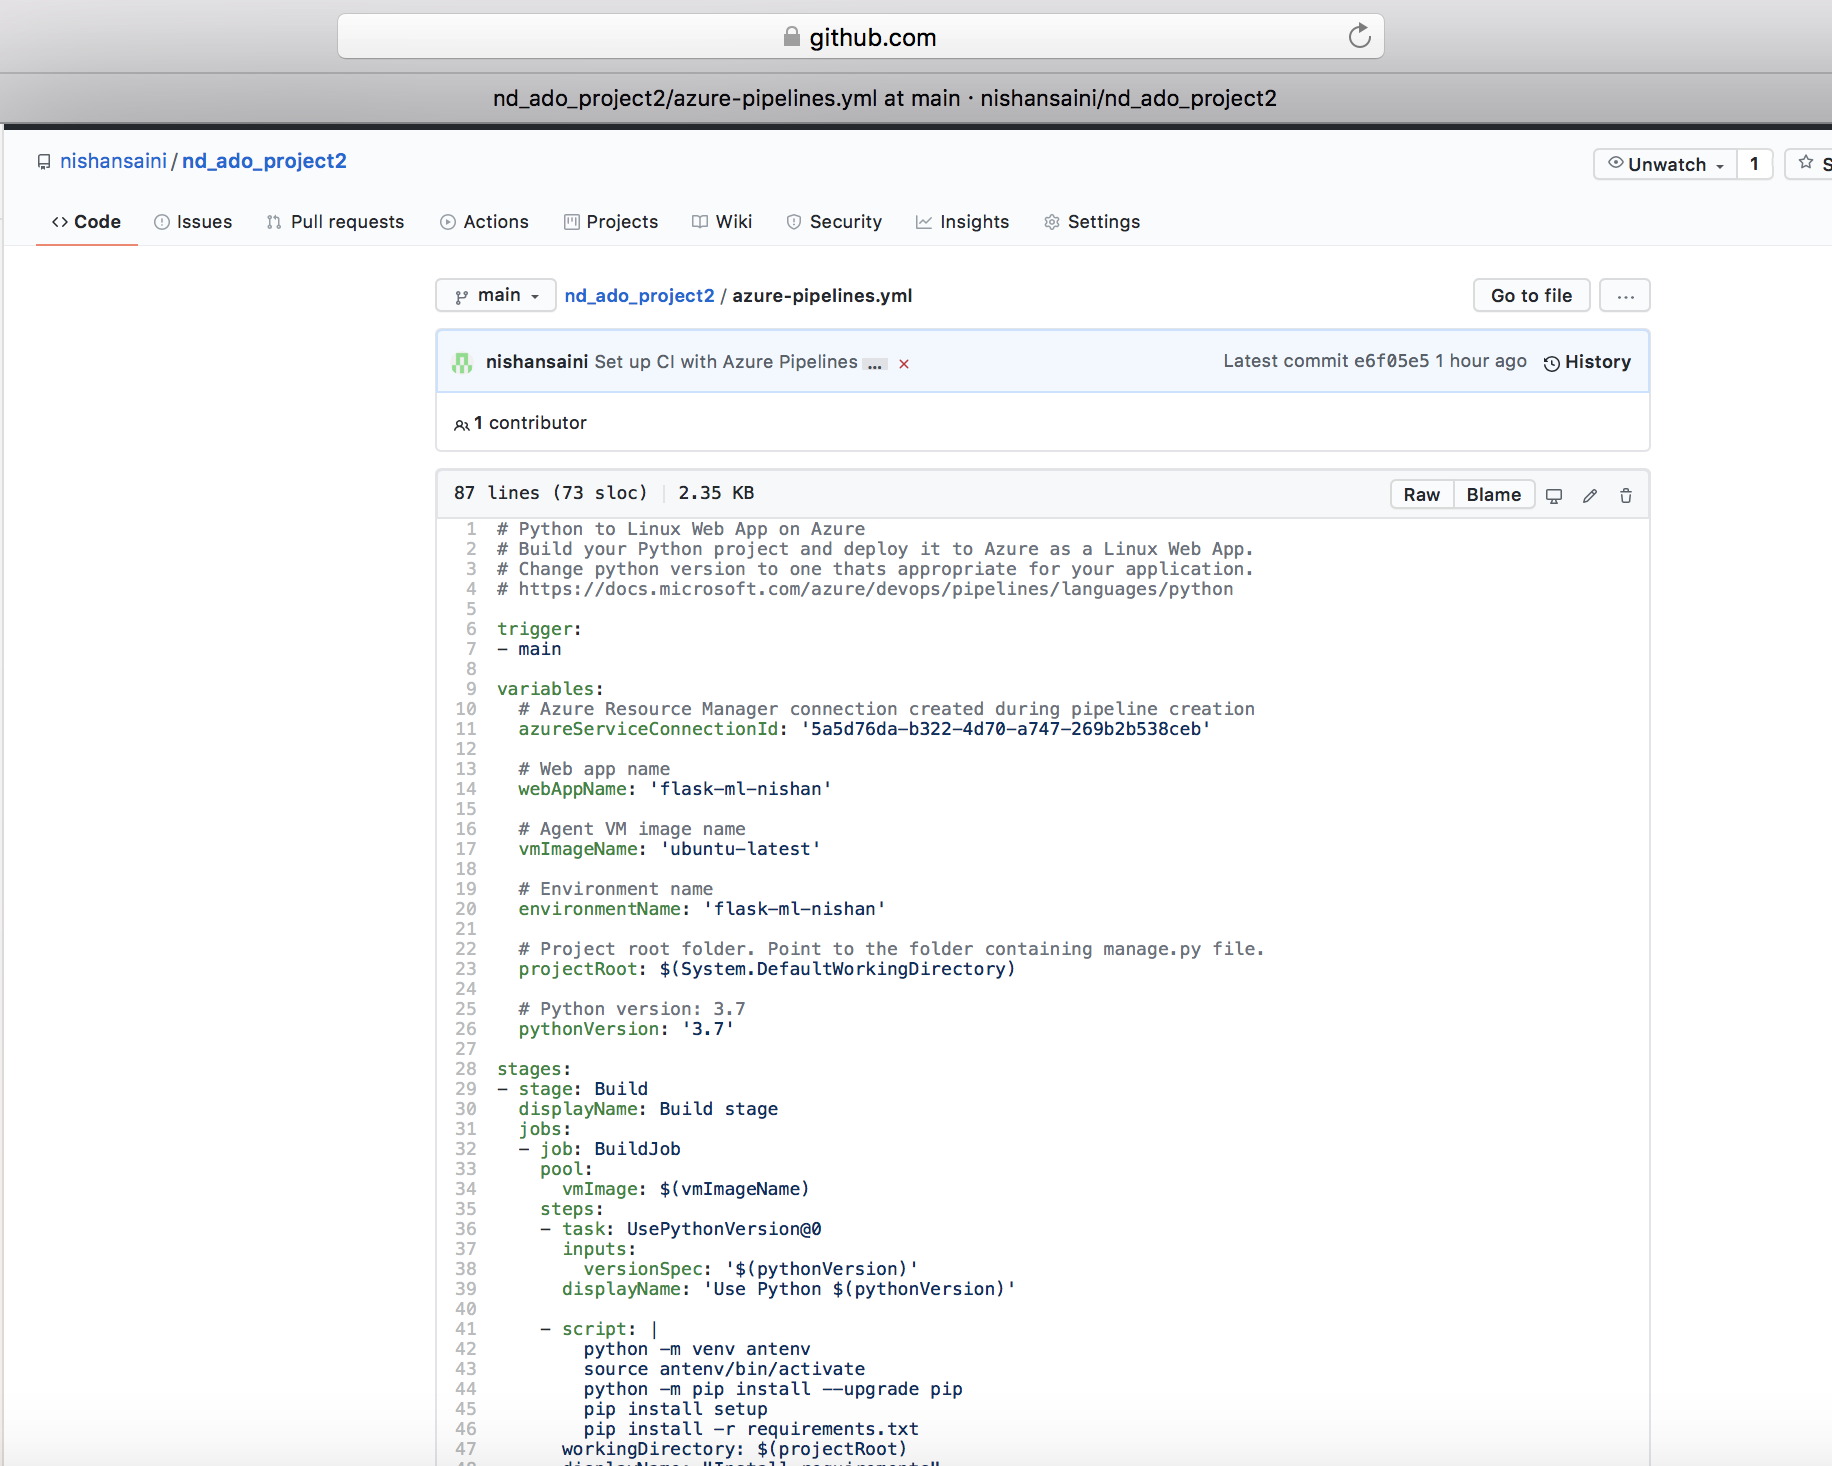 github.com
nd_ado_project2/azure-pipelines.yml at main · nishansaini/nd_ado_project2
nishansaini / nd_ado_project2
Unwatch 1 S
Code Issues Pull requests Actions Projects Wiki Security Insights Settings
main nd_ado_project2 / azure-pipelines.yml Go to file ...
nishansaini Set up CI with Azure Pipelines ... × Latest commit e6f05e5 1 hour ago History
1 contributor
87 lines (73 sloc) 2.35 KB Raw Blame
1 # Python to Linux Web App on Azure
2 # Build your Python project and deploy it to Azure as a Linux Web App.
3 # Change python version to one thats appropriate for your application.
4 # https://docs.microsoft.com/azure/devops/pipelines/languages/python
5
6 trigger:
7 - main
8
9 variables:
10 # Azure Resource Manager connection created during pipeline creation
11 azureServiceConnectionId: '5a5d76da-b322-4d70-a747-269b2b538ceb'
12
13 # Web app name
14 webAppName: 'flask-ml-nishan'
15
16 # Agent VM image name
17 vmImageName: 'ubuntu-latest'
18
19 # Environment name
20 environmentName: 'flask-ml-nishan'
21
22 # Project root folder. Point to the folder containing manage.py file.
23 projectRoot: $(System.DefaultWorkingDirectory)
24
25 # Python version: 3.7
26 pythonVersion: '3.7'
27
28 stages:
29 - stage: Build
30 displayName: Build stage
31 jobs:
32 - job: BuildJob
33 pool:
34 vmImage: $(vmImageName)
35 steps:
36 - task: UsePythonVersion@0
37 inputs:
38 versionSpec: '$(pythonVersion)'
39 displayName: 'Use Python $(pythonVersion)'
40
41 - script: |
42 python -m venv antenv
43 source antenv/bin/activate
44 python -m pip install --upgrade pip
45 pip install setup
46 pip install -r requirements.txt
47 workingDirectory: $(projectRoot)
48 displayName: "Install requirements"